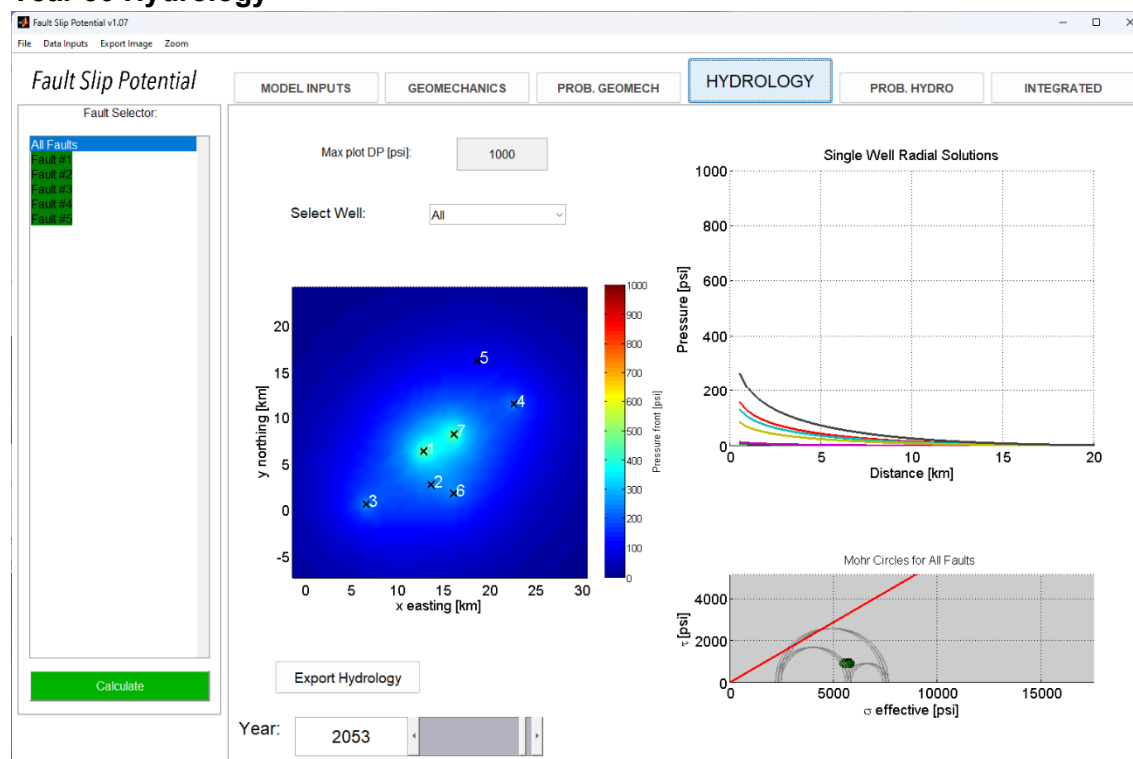 Year 30 Hydrology
Fault Slip Potential v1.07
File Data Inputs Export Image Zoom
Fault Slip Potential
MODEL INPUTS
GEOMECHANICS
PROB. GEOMECH
HYDROLOGY
PROB. HYDRO
INTEGRATED
Fault Selector:
All Faults
Fault #1
Fault #2
Fault #3
Fault #4
Fault #5
Calculate
Max plot DP [psi]: 1000
Select Well: All
20
15
10
5
0
-5
y northing [km]
0 5 10 15 20 25 30
x easting [km]
5
4
7
1
2
6
3
1000
900
800
700
600
500
400
300
200
100
0
Pressure front [psi]
Export Hydrology
Year: 2053
Single Well Radial Solutions
1000
800
600
400
200
0
Pressure [psi]
0 5 10 15 20
Distance [km]
Mohr Circles for All Faults
4000
2000
0
τ [psi]
0 5000 10000 15000
σ effective [psi]